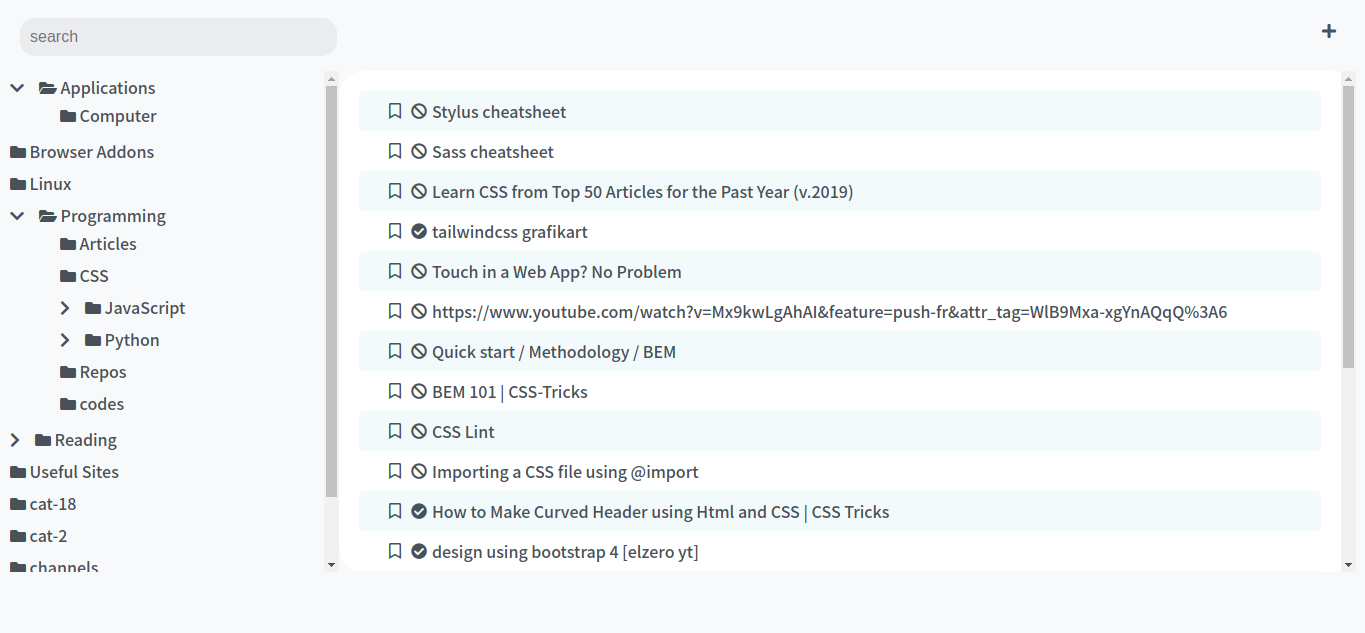 search
Applications
Computer
Browser Addons
Linux
Programming
Articles
CSS
JavaScript
Python
Repos
codes
Reading
Useful Sites
cat-18
cat-2
channels
Stylus cheatsheet
Sass cheatsheet
Learn CSS from Top 50 Articles for the Past Year (v.2019)
tailwindcss grafikart
Touch in a Web App? No Problem
https://www.youtube.com/watch?v=Mx9kwLgAhAI&feature=push-fr&attr_tag=WlB9Mxa-xgYnAQqQ%3A6
Quick start / Methodology / BEM
BEM 101 | CSS-Tricks
CSS Lint
Importing a CSS file using @import
How to Make Curved Header using Html and CSS | CSS Tricks
design using bootstrap 4 [elzero yt]